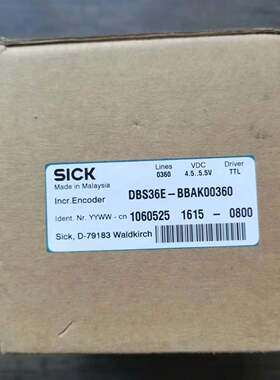 SICK
Made in Malaysia
Lines VDC Driver
0360 4.5..5.5V TTL
Incr.Encoder DBS36E-BBAK00360
Ident. Nr. YYWW - cn 1060525 1615 - 0800
Sick, D-79183 Waldkirch